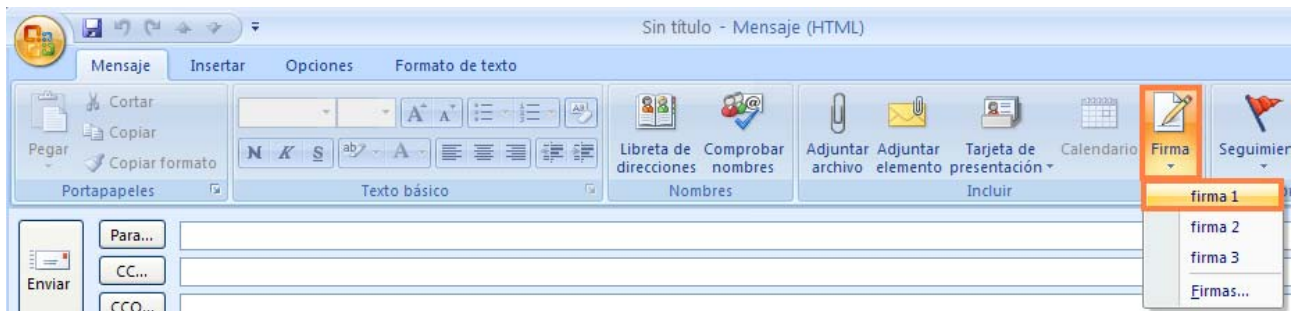 Sin título - Mensaje (HTML)
Mensaje Insertar Opciones Formato de texto
Pegar
Cortar
Copiar
Copiar formato
Portapapeles
N K S ab A
A A Aa
Texto básico
Libreta de direcciones
Comprobar nombres
Nombres
Adjuntar archivo
Adjuntar elemento
Tarjeta de presentación
Calendario
Firma
Incluir
Seguimien
firma 1
firma 2
firma 3
Firmas...
Enviar
Para...
CC...
CCO...